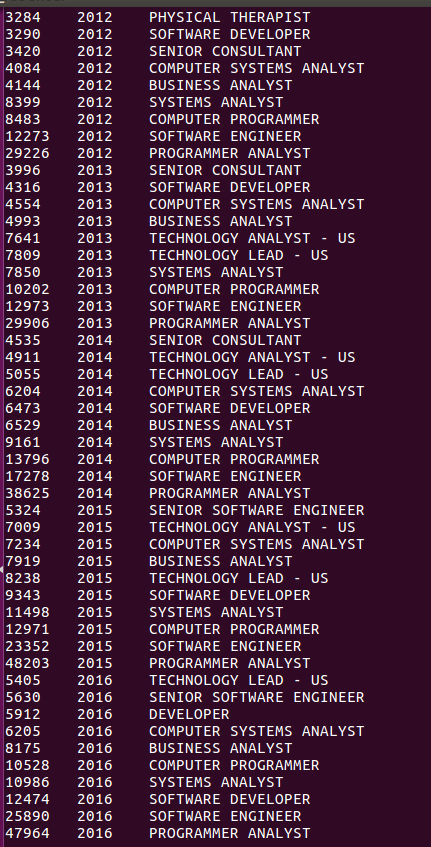 3284 2012 PHYSICAL THERAPIST
3290 2012 SOFTWARE DEVELOPER
3420 2012 SENIOR CONSULTANT
4084 2012 COMPUTER SYSTEMS ANALYST
4144 2012 BUSINESS ANALYST
8399 2012 SYSTEMS ANALYST
8483 2012 COMPUTER PROGRAMMER
12273 2012 SOFTWARE ENGINEER
29226 2012 PROGRAMMER ANALYST
3996 2013 SENIOR CONSULTANT
4316 2013 SOFTWARE DEVELOPER
4554 2013 COMPUTER SYSTEMS ANALYST
4993 2013 BUSINESS ANALYST
7641 2013 TECHNOLOGY ANALYST - US
7809 2013 TECHNOLOGY LEAD - US
7850 2013 SYSTEMS ANALYST
10202 2013 COMPUTER PROGRAMMER
12973 2013 SOFTWARE ENGINEER
29906 2013 PROGRAMMER ANALYST
4535 2014 SENIOR CONSULTANT
4911 2014 TECHNOLOGY ANALYST - US
5055 2014 TECHNOLOGY LEAD - US
6204 2014 COMPUTER SYSTEMS ANALYST
6473 2014 SOFTWARE DEVELOPER
6529 2014 BUSINESS ANALYST
9161 2014 SYSTEMS ANALYST
13796 2014 COMPUTER PROGRAMMER
17278 2014 SOFTWARE ENGINEER
38625 2014 PROGRAMMER ANALYST
5324 2015 SENIOR SOFTWARE ENGINEER
7009 2015 TECHNOLOGY ANALYST - US
7234 2015 COMPUTER SYSTEMS ANALYST
7919 2015 BUSINESS ANALYST
8238 2015 TECHNOLOGY LEAD - US
9343 2015 SOFTWARE DEVELOPER
11498 2015 SYSTEMS ANALYST
12971 2015 COMPUTER PROGRAMMER
23352 2015 SOFTWARE ENGINEER
48203 2015 PROGRAMMER ANALYST
5405 2016 TECHNOLOGY LEAD - US
5630 2016 SENIOR SOFTWARE ENGINEER
5912 2016 DEVELOPER
6205 2016 COMPUTER SYSTEMS ANALYST
8175 2016 BUSINESS ANALYST
10528 2016 COMPUTER PROGRAMMER
10986 2016 SYSTEMS ANALYST
12474 2016 SOFTWARE DEVELOPER
25890 2016 SOFTWARE ENGINEER
47964 2016 PROGRAMMER ANALYST